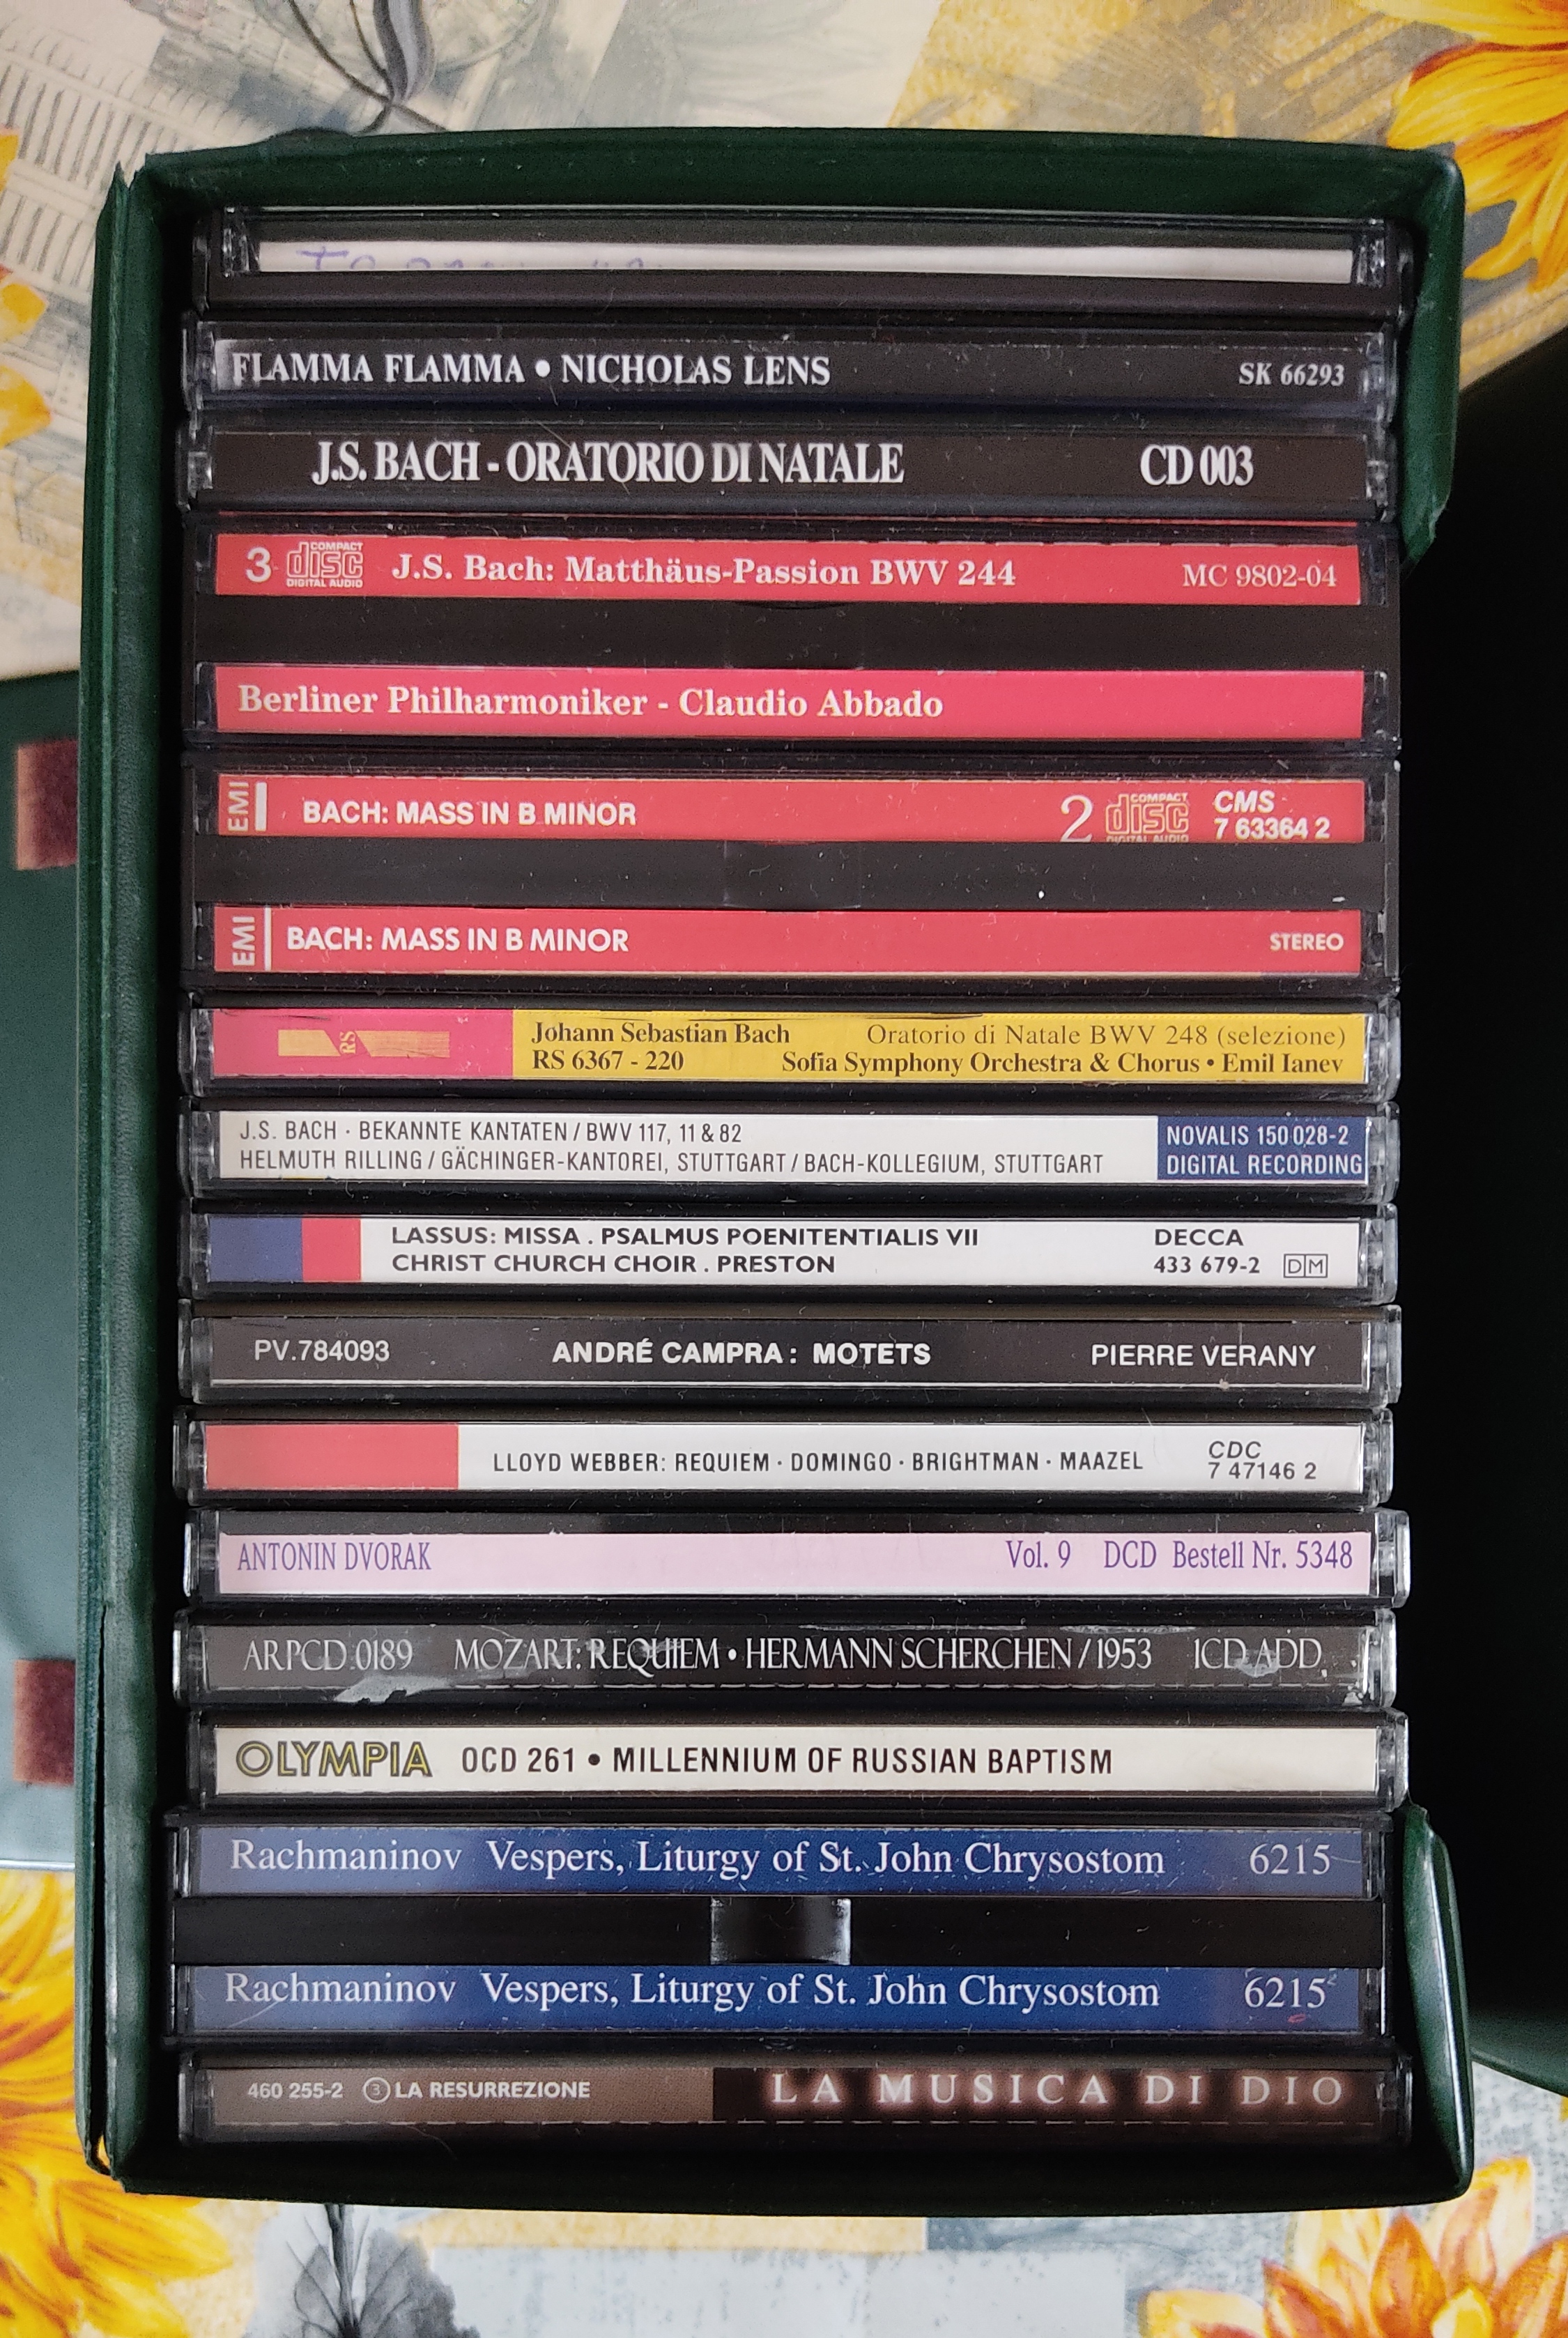 FLAMMA FLAMMA • NICHOLAS LENS SK 66293
J.S. BACH - ORATORIO DI NATALE CD 003
3 COMPACT disc DIGITAL AUDIO J.S. Bach: Matthäus-Passion BWV 244 MC 9802-04
Berliner Philharmoniker - Claudio Abbado
EMI BACH: MASS IN B MINOR 2 COMPACT disc DIGITAL AUDIO CMS
7 63364 2
EMI BACH: MASS IN B MINOR STEREO
RS Johann Sebastian Bach Oratorio di Natale BWV 248 (selezione)
RS 6367 - 220 Sofia Symphony Orchestra & Chorus • Emil Ianev
J.S. BACH · BEKANNTE KANTATEN / BWV 117, 11 & 82 NOVALIS 150 028-2
HELMUTH RILLING / GÄCHINGER-KANTOREI, STUTTGART / BACH-KOLLEGIUM, STUTTGART DIGITAL RECORDING
LASSUS: MISSA . PSALMUS POENITENTIALIS VII DECCA
CHRIST CHURCH CHOIR . PRESTON 433 679-2 DM
PV.784093 ANDRÉ CAMPRA : MOTETS PIERRE VERANY
LLOYD WEBBER: REQUIEM · DOMINGO · BRIGHTMAN · MAAZEL CDC
7 47146 2
ANTONIN DVORAK Vol. 9 DCD Bestell Nr. 5348
ARPCD 0189 MOZART: REQUIEM • HERMANN SCHERCHEN / 1953 1CD ADD
OLYMPIA OCD 261 • MILLENNIUM OF RUSSIAN BAPTISM
Rachmaninov Vespers, Liturgy of St. John Chrysostom 6215
Rachmaninov Vespers, Liturgy of St. John Chrysostom 6215
460 255-2 3 LA RESURREZIONE LA MUSICA DI DIO